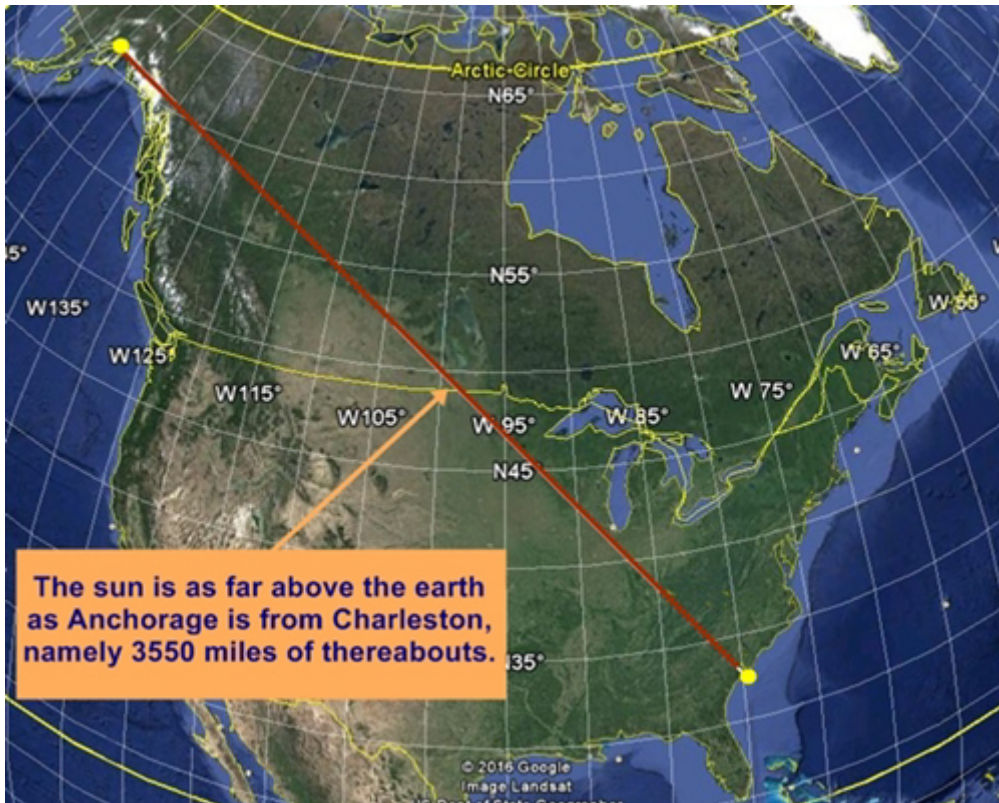 Arctic Circle
N65°
N55°
W135°
W 55°
W125°
W 65°
W115°
W 75°
W105°
W 95°
W 85°
N45
The sun is as far above the earth
as Anchorage is from Charleston,
namely 3550 miles of thereabouts.
N35°
© 2016 Google
Image Landsat